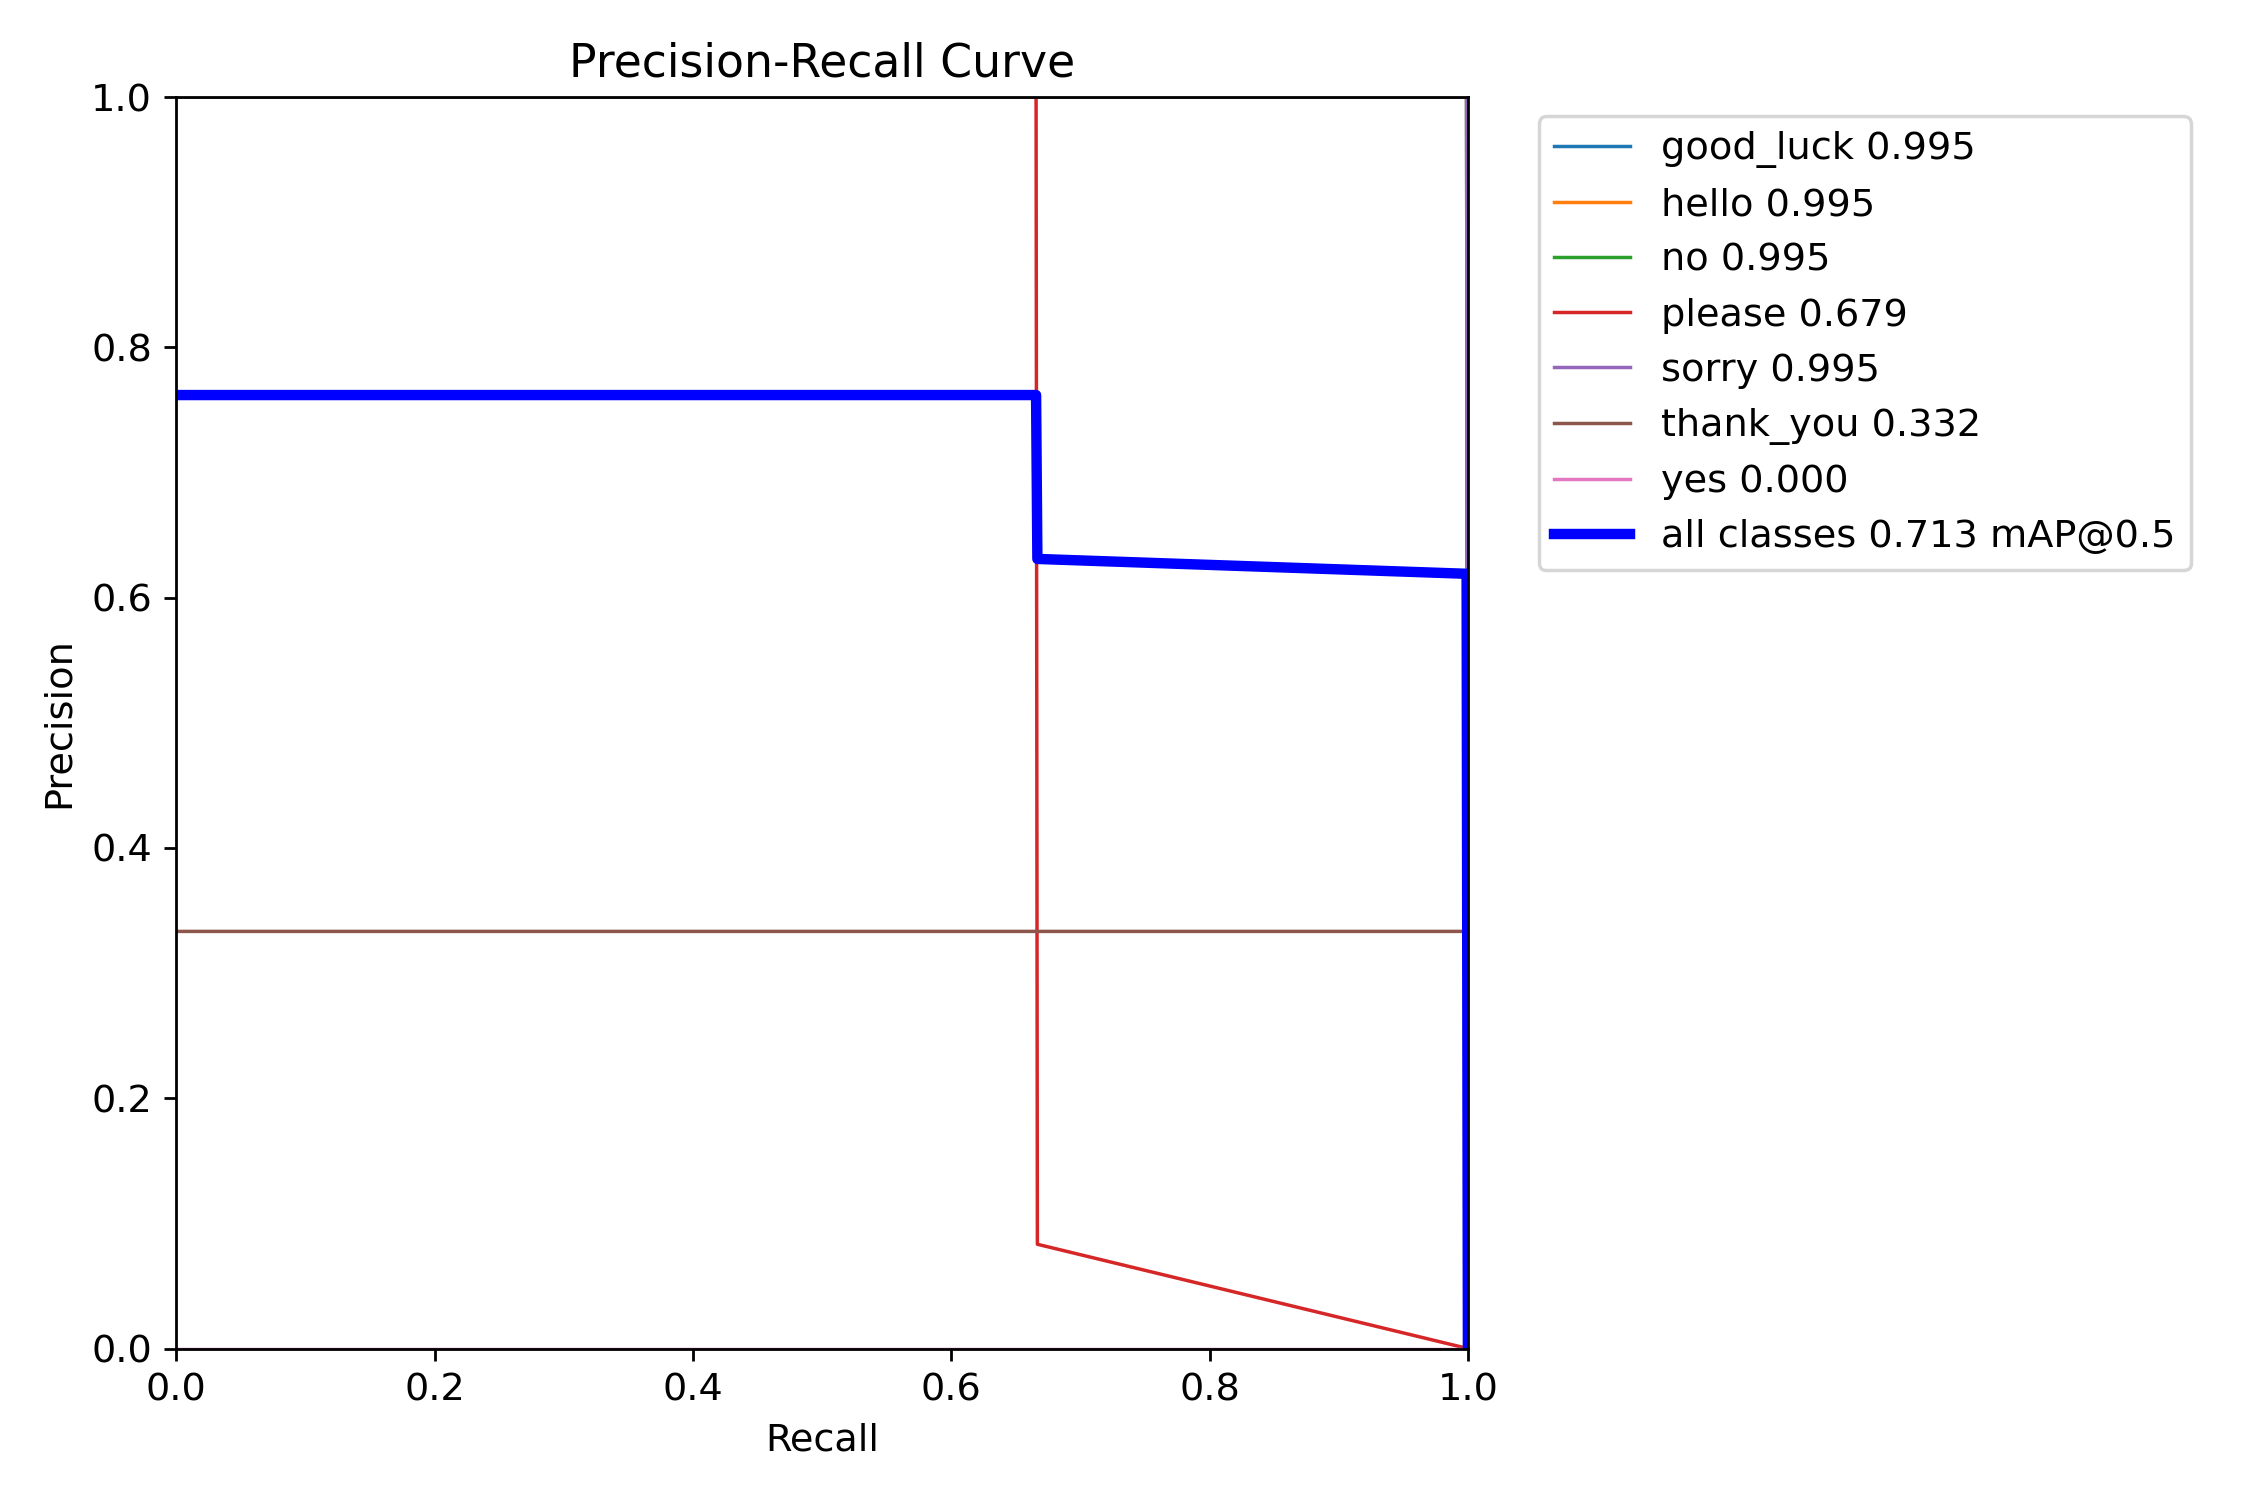 Precision-Recall Curve
1.0
0.8
0.6
0.4
0.2
0.0
Precision
0.0 0.2 0.4 0.6 0.8 1.0
Recall
good_luck 0.995
hello 0.995
no 0.995
please 0.679
sorry 0.995
thank_you 0.332
yes 0.000
all classes 0.713 mAP@0.5